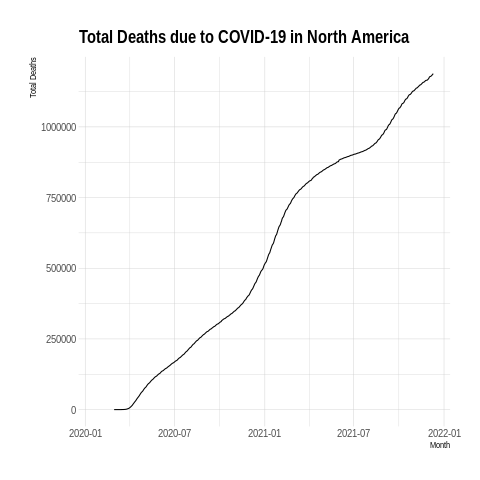 Total Deaths due to COVID-19 in North America
Total Deaths
1000000
750000
500000
250000
0
2020-01 2020-07 2021-01 2021-07 2022-01
Month